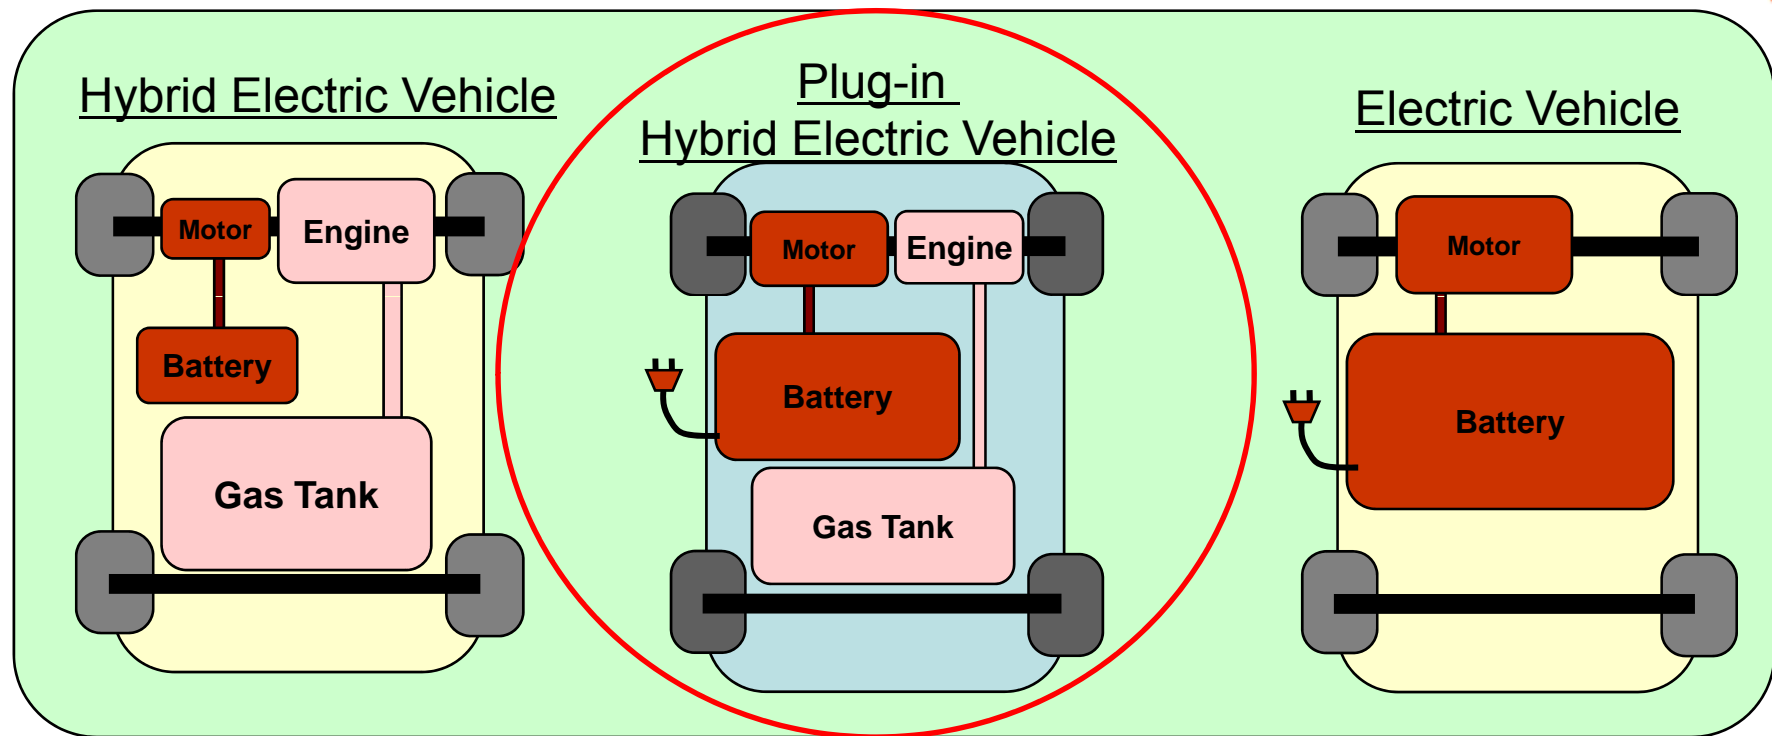 Hybrid Electric Vehicle
Motor
Engine
Battery
Gas Tank
Plug-in
Hybrid Electric Vehicle
Motor
Engine
Battery
Gas Tank
Electric Vehicle
Motor
Battery